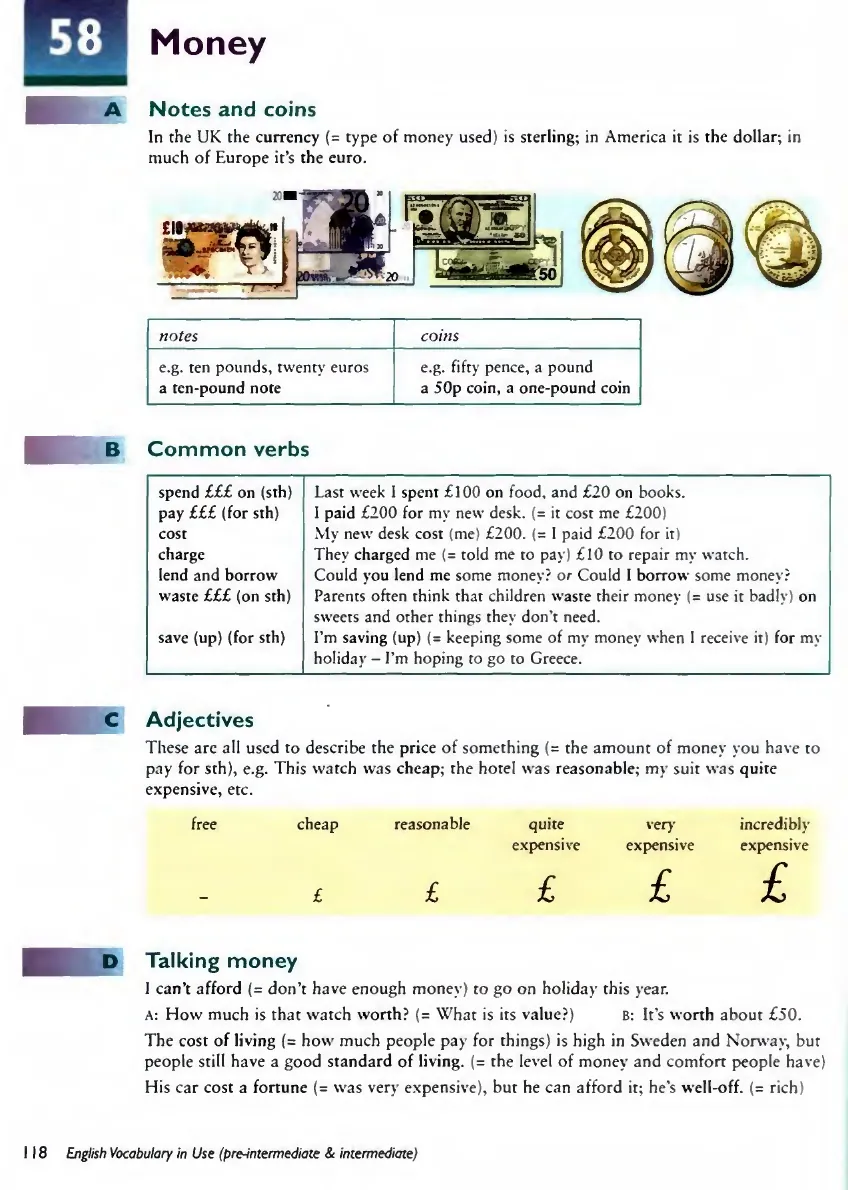 58
Money
A Notes and coins
In the UK the currency (= type of money used) is sterling; in America it is the dollar; in
much of Europe it's the euro.
£10
20
20
20
20
50
50
1
notes coins
e.g. ten pounds, twenty euros e.g. fifty pence, a pound
a ten-pound note a 50p coin, a one-pound coin
B Common verbs
spend £££ on (sth) Last week I spent £100 on food, and £20 on books.
pay £££ (for sth) I paid £200 for my new desk. (= it cost me £200)
cost My new desk cost (me) £200. (= I paid £200 for it)
charge They charged me (= told me to pay) £10 to repair my watch.
lend and borrow Could you lend me some money? or Could I borrow some money?
waste £££ (on sth) Parents often think that children waste their money (= use it badly) on
sweets and other things they don't need.
save (up) (for sth) I'm saving (up) (= keeping some of my money when I receive it) for my
holiday – I'm hoping to go to Greece.
C Adjectives
These are all used to describe the price of something (= the amount of money you have to
pay for sth), e.g. This watch was cheap; the hotel was reasonable; my suit was quite
expensive, etc.
free cheap reasonable quite very incredibly
expensive expensive expensive
– £ £ £ £ £
D Talking money
I can't afford (= don't have enough money) to go on holiday this year.
A: How much is that watch worth? (= What is its value?) B: It's worth about £50.
The cost of living (= how much people pay for things) is high in Sweden and Norway, but
people still have a good standard of living. (= the level of money and comfort people have)
His car cost a fortune (= was very expensive), but he can afford it; he's well-off. (= rich)
118 English Vocabulary in Use (pre-intermediate & intermediate)